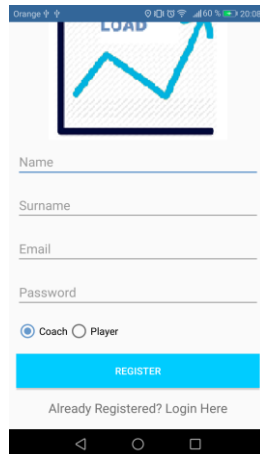 Orange 60 % 20:08
LOAD
Name
Surname
Email
Password
Coach Player
REGISTER
Already Registered? Login Here